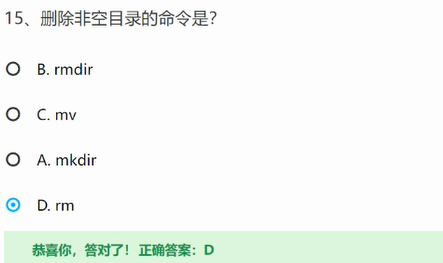 15、删除非空目录的命令是？
B. rmdir
C. mv
A. mkdir
D. rm
恭喜你，答对了！正确答案：D